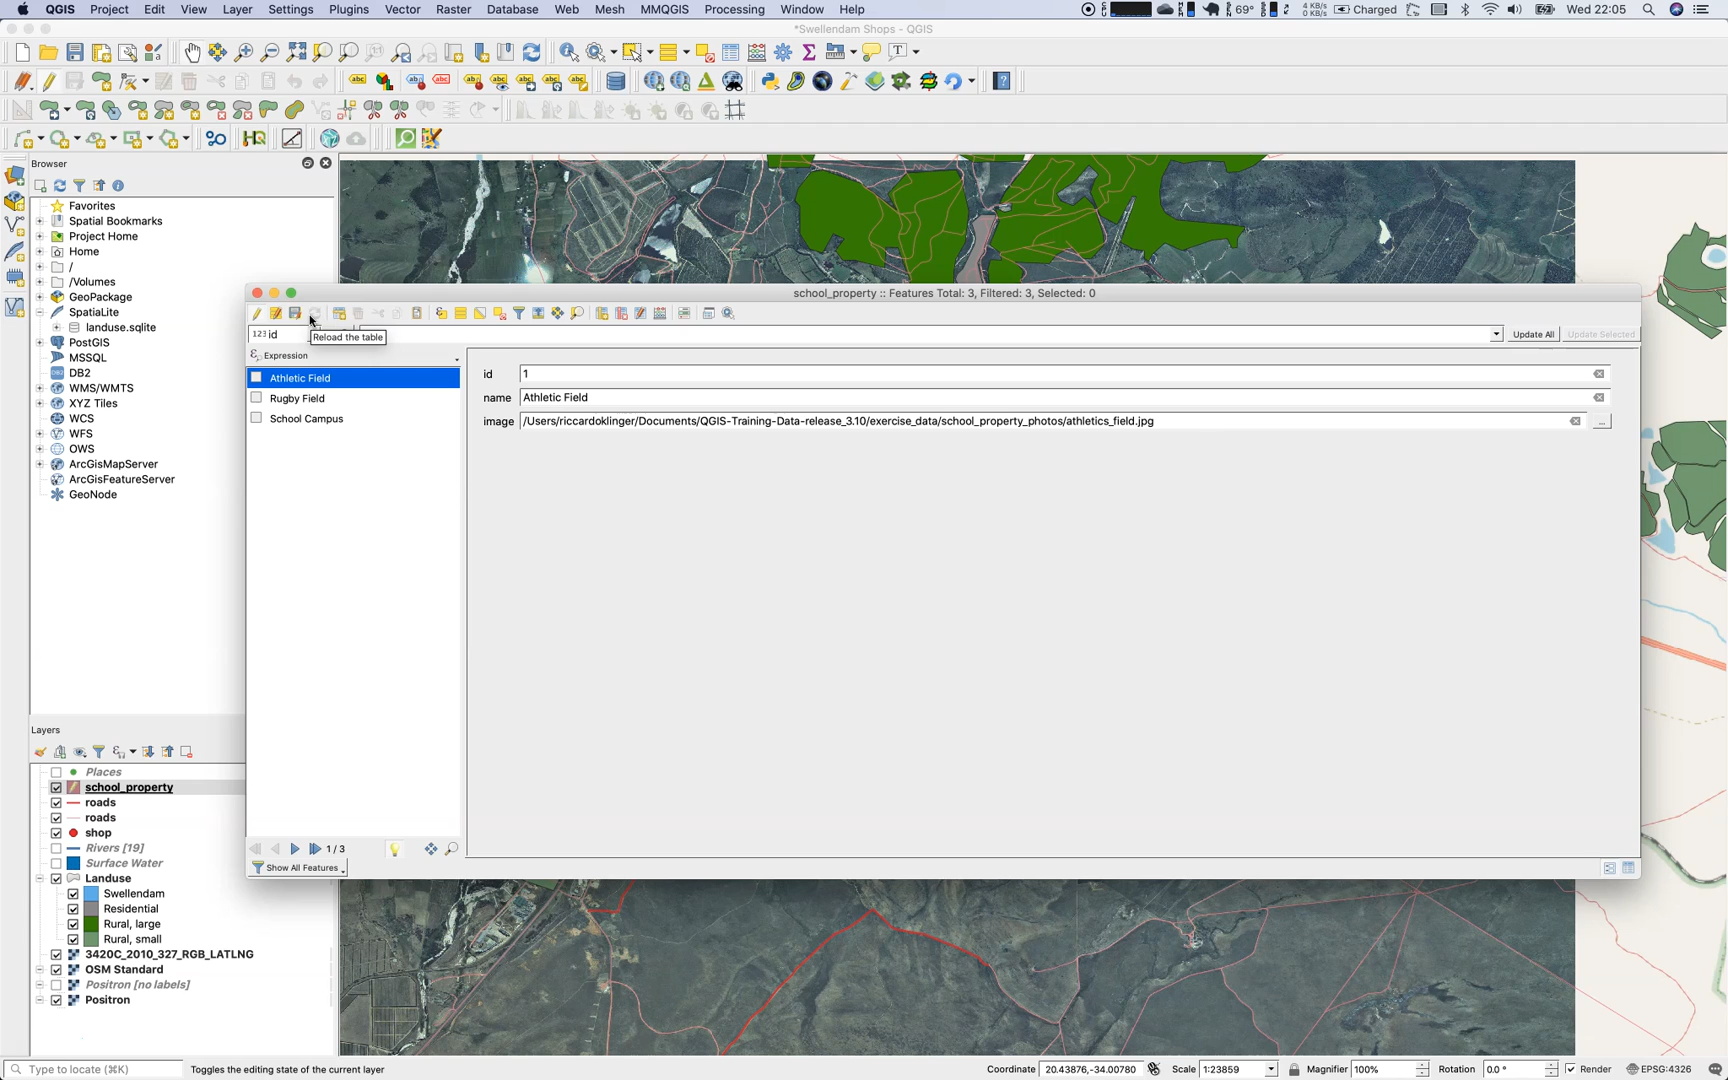 QGIS Project Edit View Layer Settings Plugins Vector Raster Database Web Mesh MMQGIS Processing Window Help 69° 4 KB/s 0 KB/s Charged Wed 22:05
*Swellendam Shops - QGIS
Browser
Favorites
Spatial Bookmarks
Project Home
Home
/
/Volumes
GeoPackage
SpatiaLite
landuse.sqlite
PostGIS
MSSQL
DB2
WMS/WMTS
XYZ Tiles
WCS
WFS
OWS
ArcGisMapServer
ArcGisFeatureServer
GeoNode
school_property :: Features Total: 3, Filtered: 3, Selected: 0
123 id
Update All Update Selected
Reload the table
Expression
Athletic Field
Rugby Field
School Campus
id 1
name Athletic Field
image /Users/riccardoklinger/Documents/QGIS-Training-Data-release_3.10/exercise_data/school_property_photos/athletics_field.jpg ...
1 / 3
Show All Features
Layers
Places
school_property
roads
roads
shop
Rivers [19]
Surface Water
Landuse
Swellendam
Residential
Rural, large
Rural, small
3420C_2010_327_RGB_LATLNG
OSM Standard
Positron [no labels]
Positron
Type to locate (⌘K) Toggles the editing state of the current layer Coordinate 20.43876,-34.00780 Scale 1:23859 Magnifier 100% Rotation 0.0 ° Render EPSG:4326